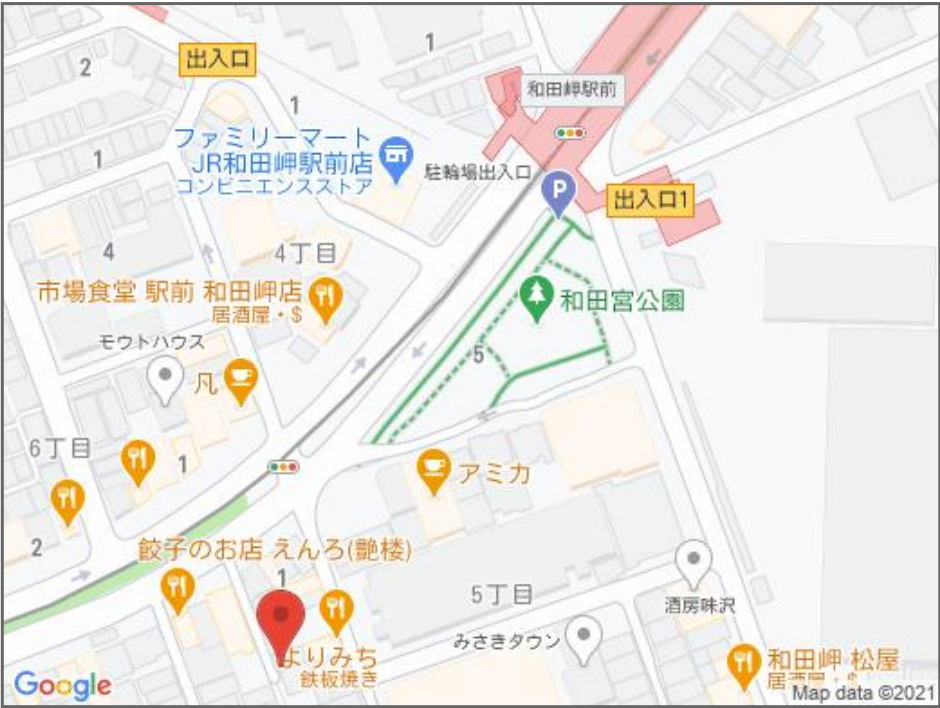 1
2
出入口
1
和田岬駅前
ファミリーマート
JR和田岬駅前店
コンビニエンスストア
1
駐輪場出入口
P
出入口1
4
4丁目
市場食堂 駅前 和田岬店
居酒屋・$
和田宮公園
モウトハウス
5
凡
6丁目
1
アミカ
2
餃子のお店 えんろ(艶楼)
1
5丁目
酒房味沢
みさきタウン
よりみち
鉄板焼き
和田岬 松屋
居酒屋・$
Google
Map data ©2021